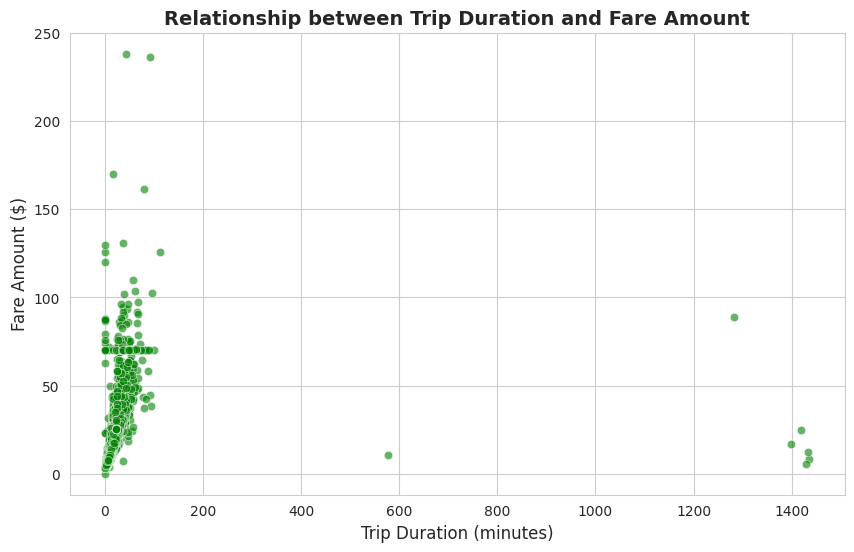 Relationship between Trip Duration and Fare Amount
250
200
150
100
50
0
Fare Amount ($)
0 200 400 600 800 1000 1200 1400
Trip Duration (minutes)